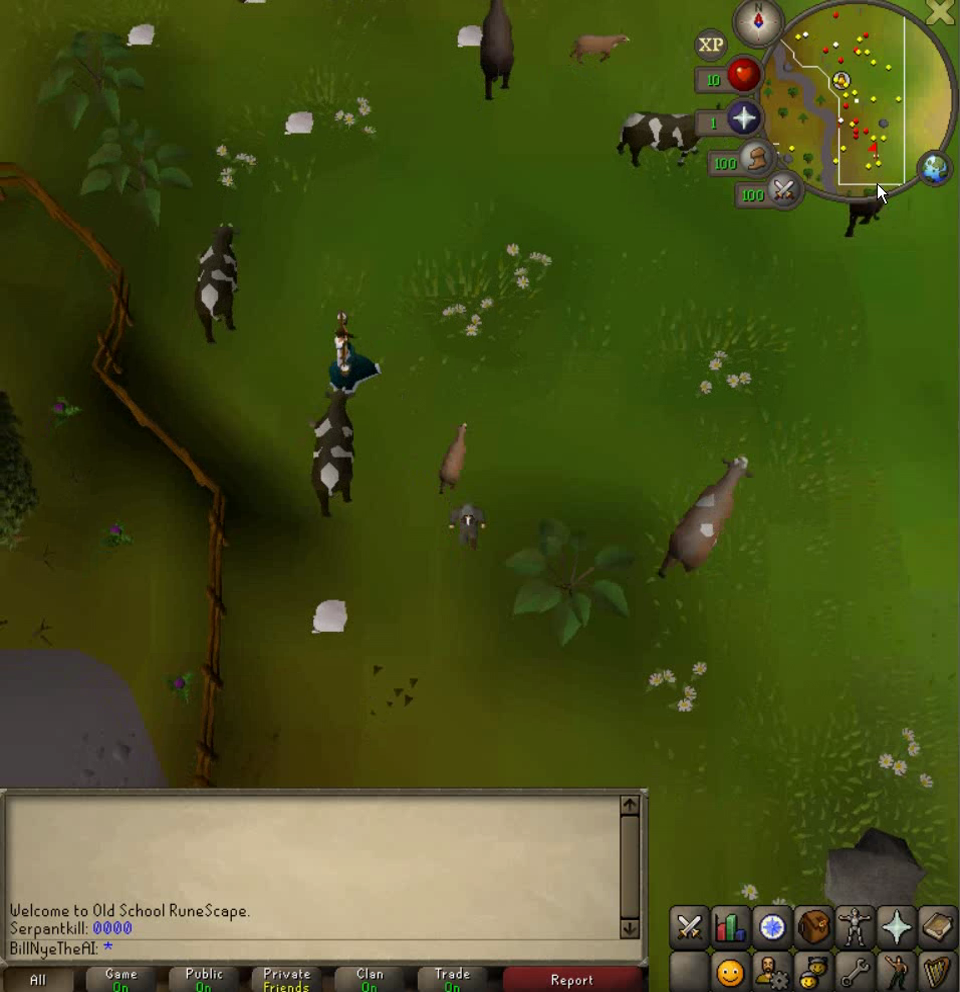 N
XP
10
1
100
100
Welcome to Old School RuneScape.
Serpantkill: 0000
BillNyeTheAI: *
All
Game
On
Public
On
Private
Friends
Clan
On
Trade
On
Report